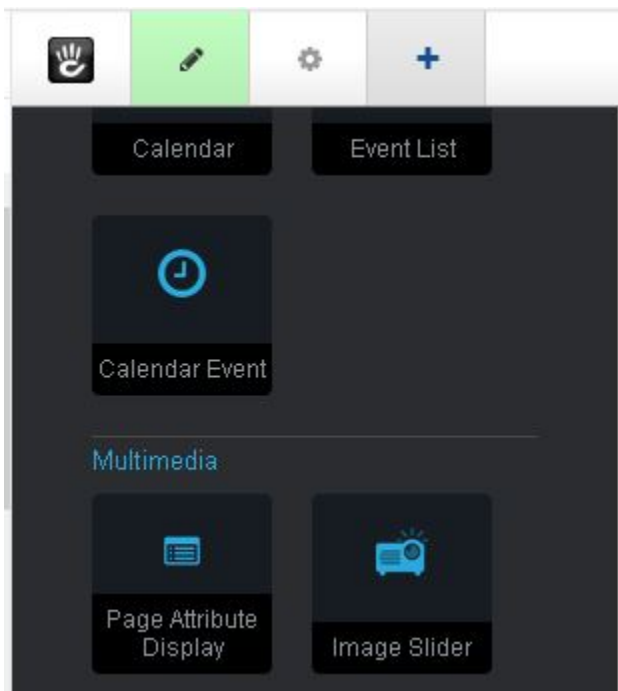 Calendar
Event List
Calendar Event
Multimedia
Page Attribute
Display
Image Slider